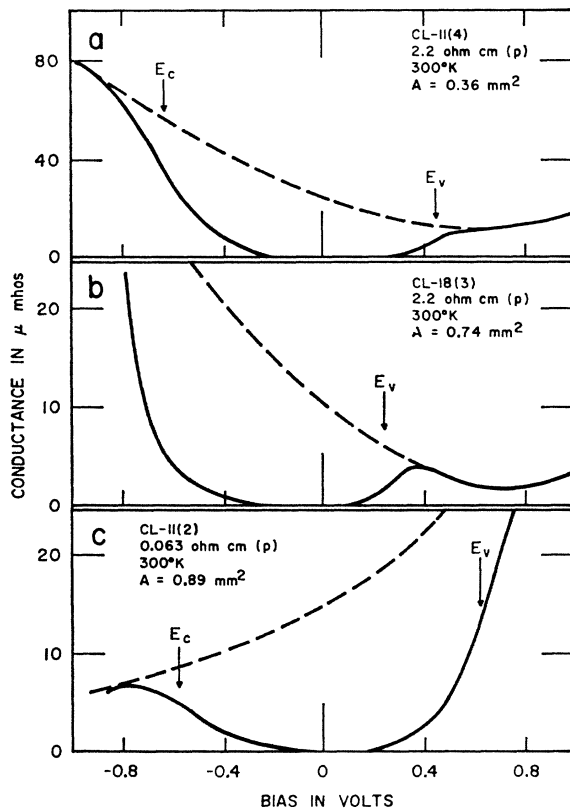 a
CL-11(4)
2.2 ohm cm (p)
300°K
A = 0.36 mm²
80
40
0
Ec
Ev
b
CL-18(3)
2.2 ohm cm (p)
300°K
A = 0.74 mm²
20
10
0
Ev
CONDUCTANCE IN μ mhos
c
CL-11(2)
0.063 ohm cm (p)
300°K
A = 0.89 mm²
20
10
0
Ec
Ev
-0.8
-0.4
0
0.4
0.8
BIAS IN VOLTS